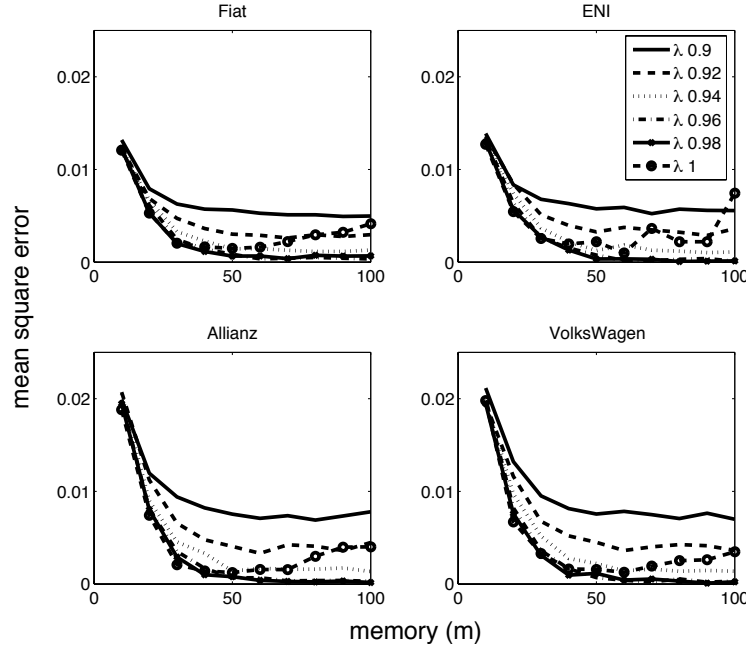 Fiat
ENI
0.02
0.01
0
0
50
100
0.02
0.01
0
0
50
100
λ 0.9
λ 0.92
λ 0.94
λ 0.96
λ 0.98
λ 1
mean square error
Allianz
VolksWagen
0.02
0.01
0
0
50
100
0.02
0.01
0
0
50
100
memory (m)